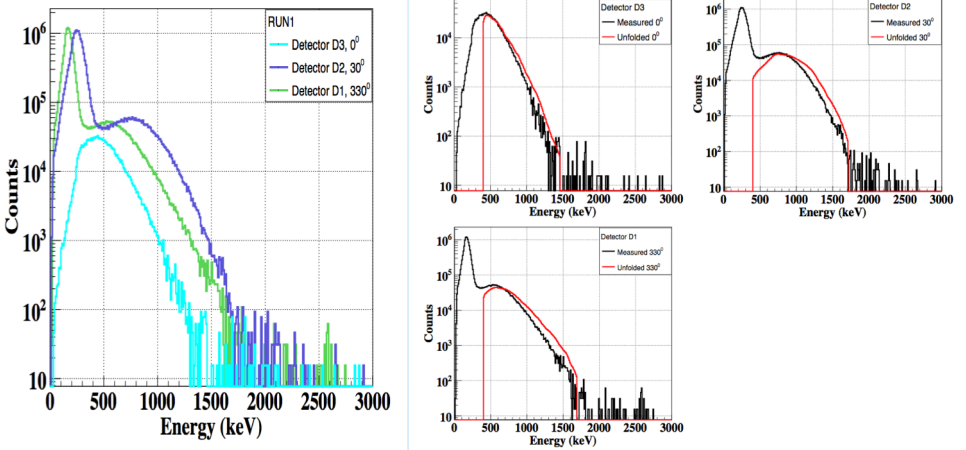 RUN1
Detector D3, 0⁰
Detector D2, 30⁰
Detector D1, 330⁰
Counts
10⁶
10⁵
10⁴
10³
10²
10
0 500 1000 1500 2000 2500 3000
Energy (keV)
Detector D3
Measured 0⁰
Unfolded 0⁰
Counts
10⁴
10³
10²
10
0 500 1000 1500 2000 2500 3000
Energy (keV)
Detector D2
Measured 30⁰
Unfolded 30⁰
Counts
10⁶
10⁵
10⁴
10³
10²
10
0 500 1000 1500 2000 2500 3000
Energy (keV)
Detector D1
Measured 330⁰
Unfolded 330⁰
Counts
10⁶
10⁵
10⁴
10³
10²
10
0 500 1000 1500 2000 2500 3000
Energy (keV)